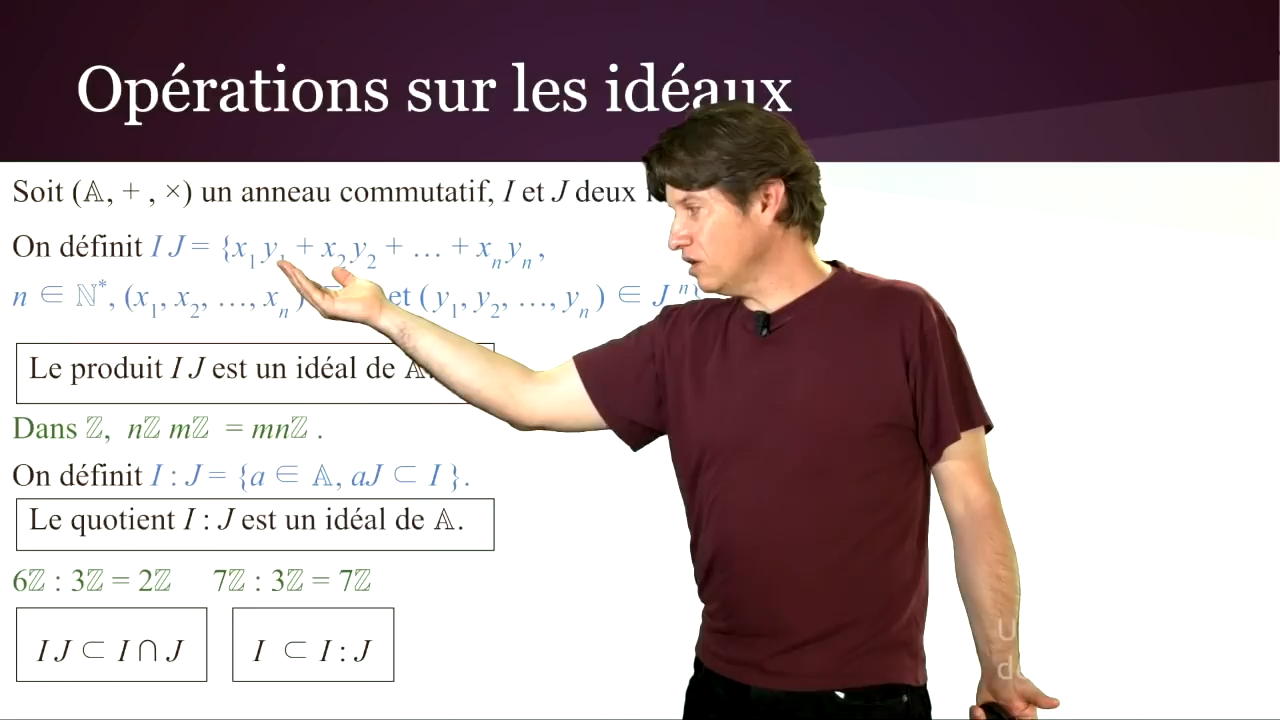 Opérations sur les idéaux
Soit (𝔸, + , ×) un anneau commutatif, I et J deux
On définit I J = {x₁y₁ + x₂y₂ + … + xₙyₙ ,
n ∈ ℕ*, (x₁, x₂, …, xₙ) et ( y₁, y₂, …, yₙ ) ∈ J ⁿ}
Le produit I J est un idéal de 𝔸.
Dans ℤ, nℤ mℤ = mnℤ .
On définit I : J = {a ∈ 𝔸, aJ ⊂ I }.
Le quotient I : J est un idéal de 𝔸.
6ℤ : 3ℤ = 2ℤ 7ℤ : 3ℤ = 7ℤ
I J ⊂ I ∩ J I ⊂ I : J